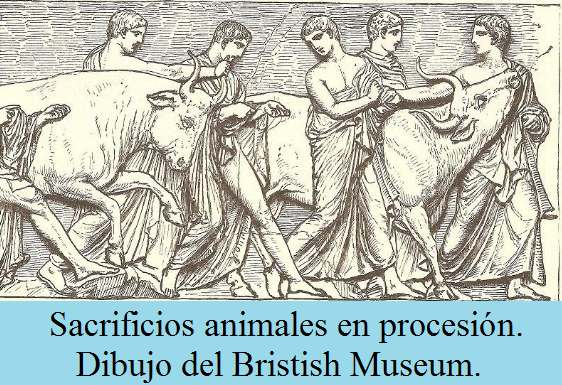 Sacrificios animales en procesión.
Dibujo del Bristish Museum.